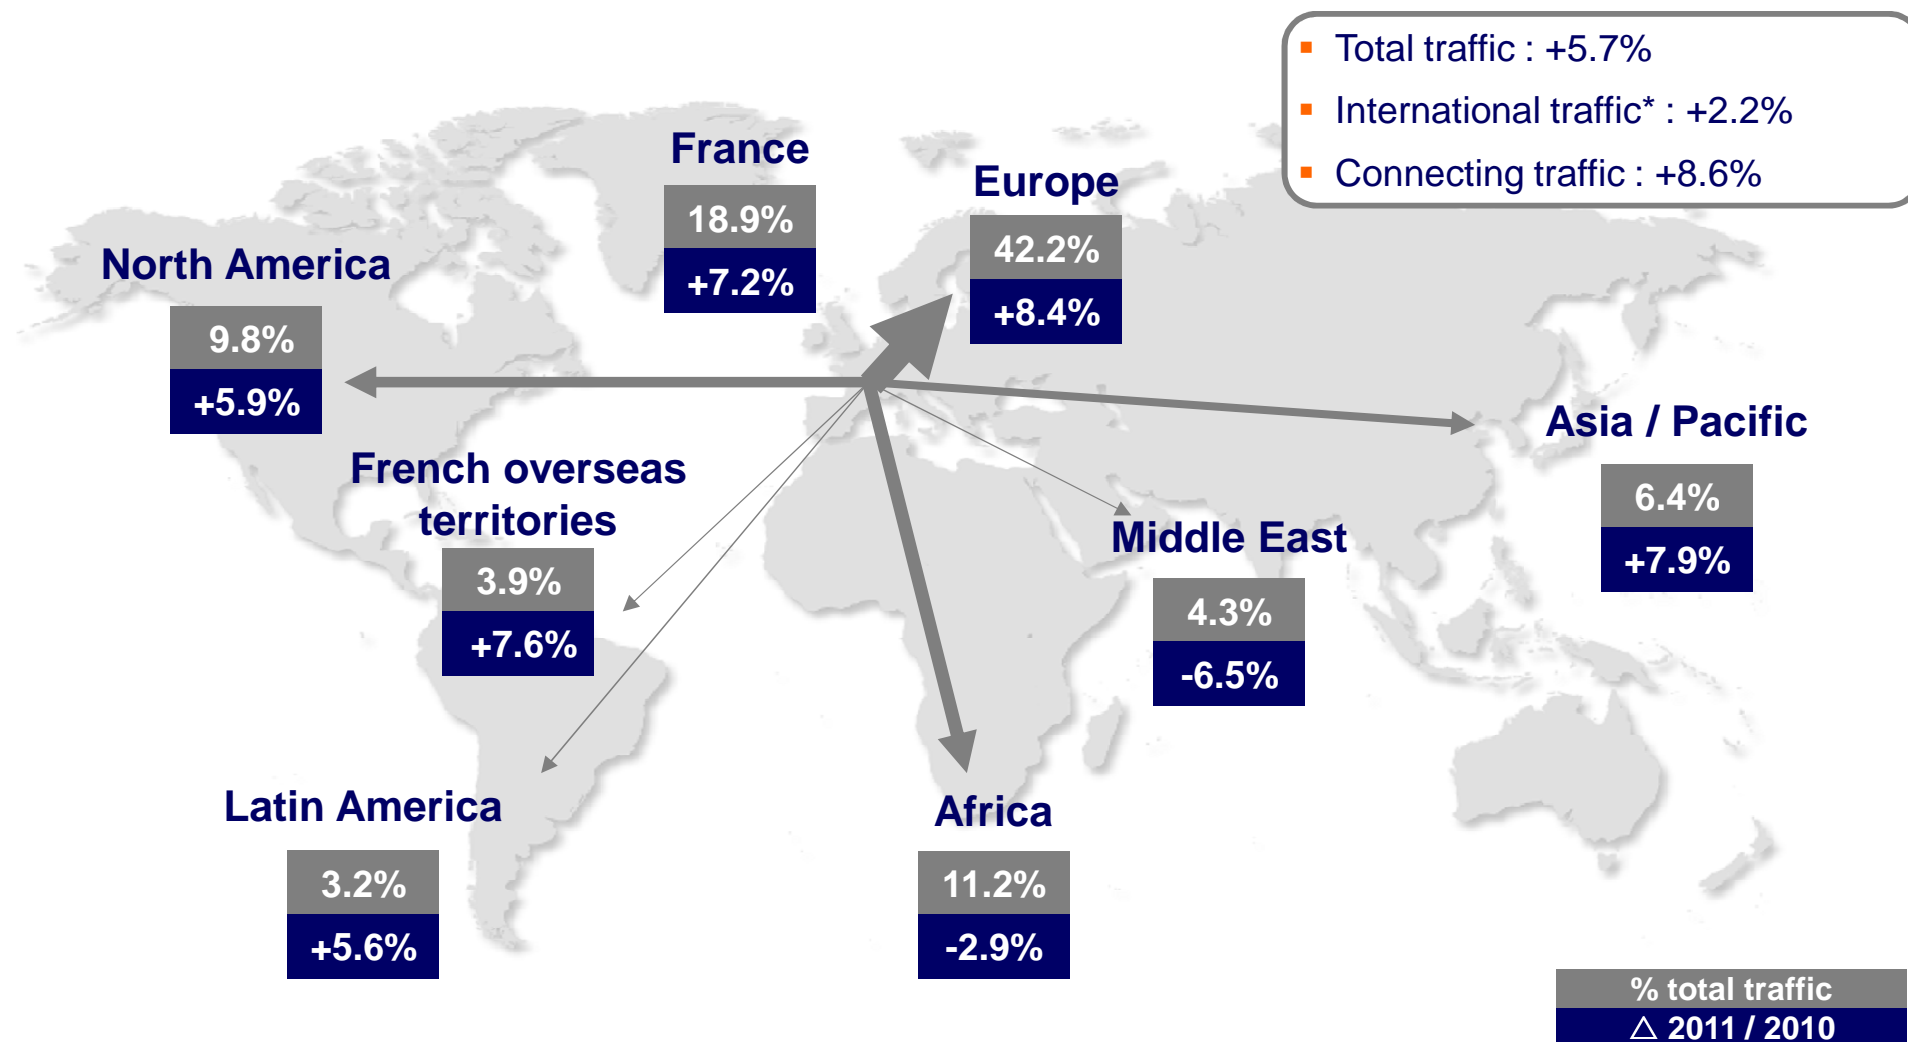 ▪ Total traffic : +5.7%
▪ International traffic* : +2.2%
▪ Connecting traffic : +8.6%
France
18.9%
+7.2%
Europe
42.2%
+8.4%
North America
9.8%
+5.9%
Asia / Pacific
6.4%
+7.9%
French overseas
territories
3.9%
+7.6%
Middle East
4.3%
-6.5%
Latin America
3.2%
+5.6%
Africa
11.2%
-2.9%
% total traffic
△ 2011 / 2010